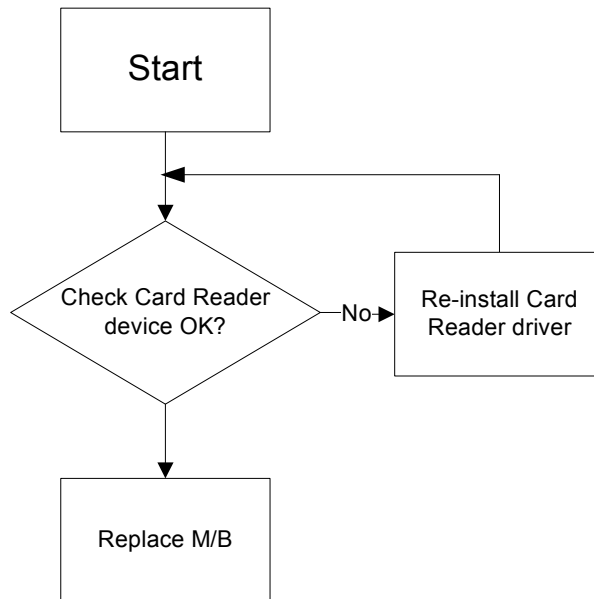 Start
Check Card Reader
device OK?
No
Re-install Card
Reader driver
Replace M/B